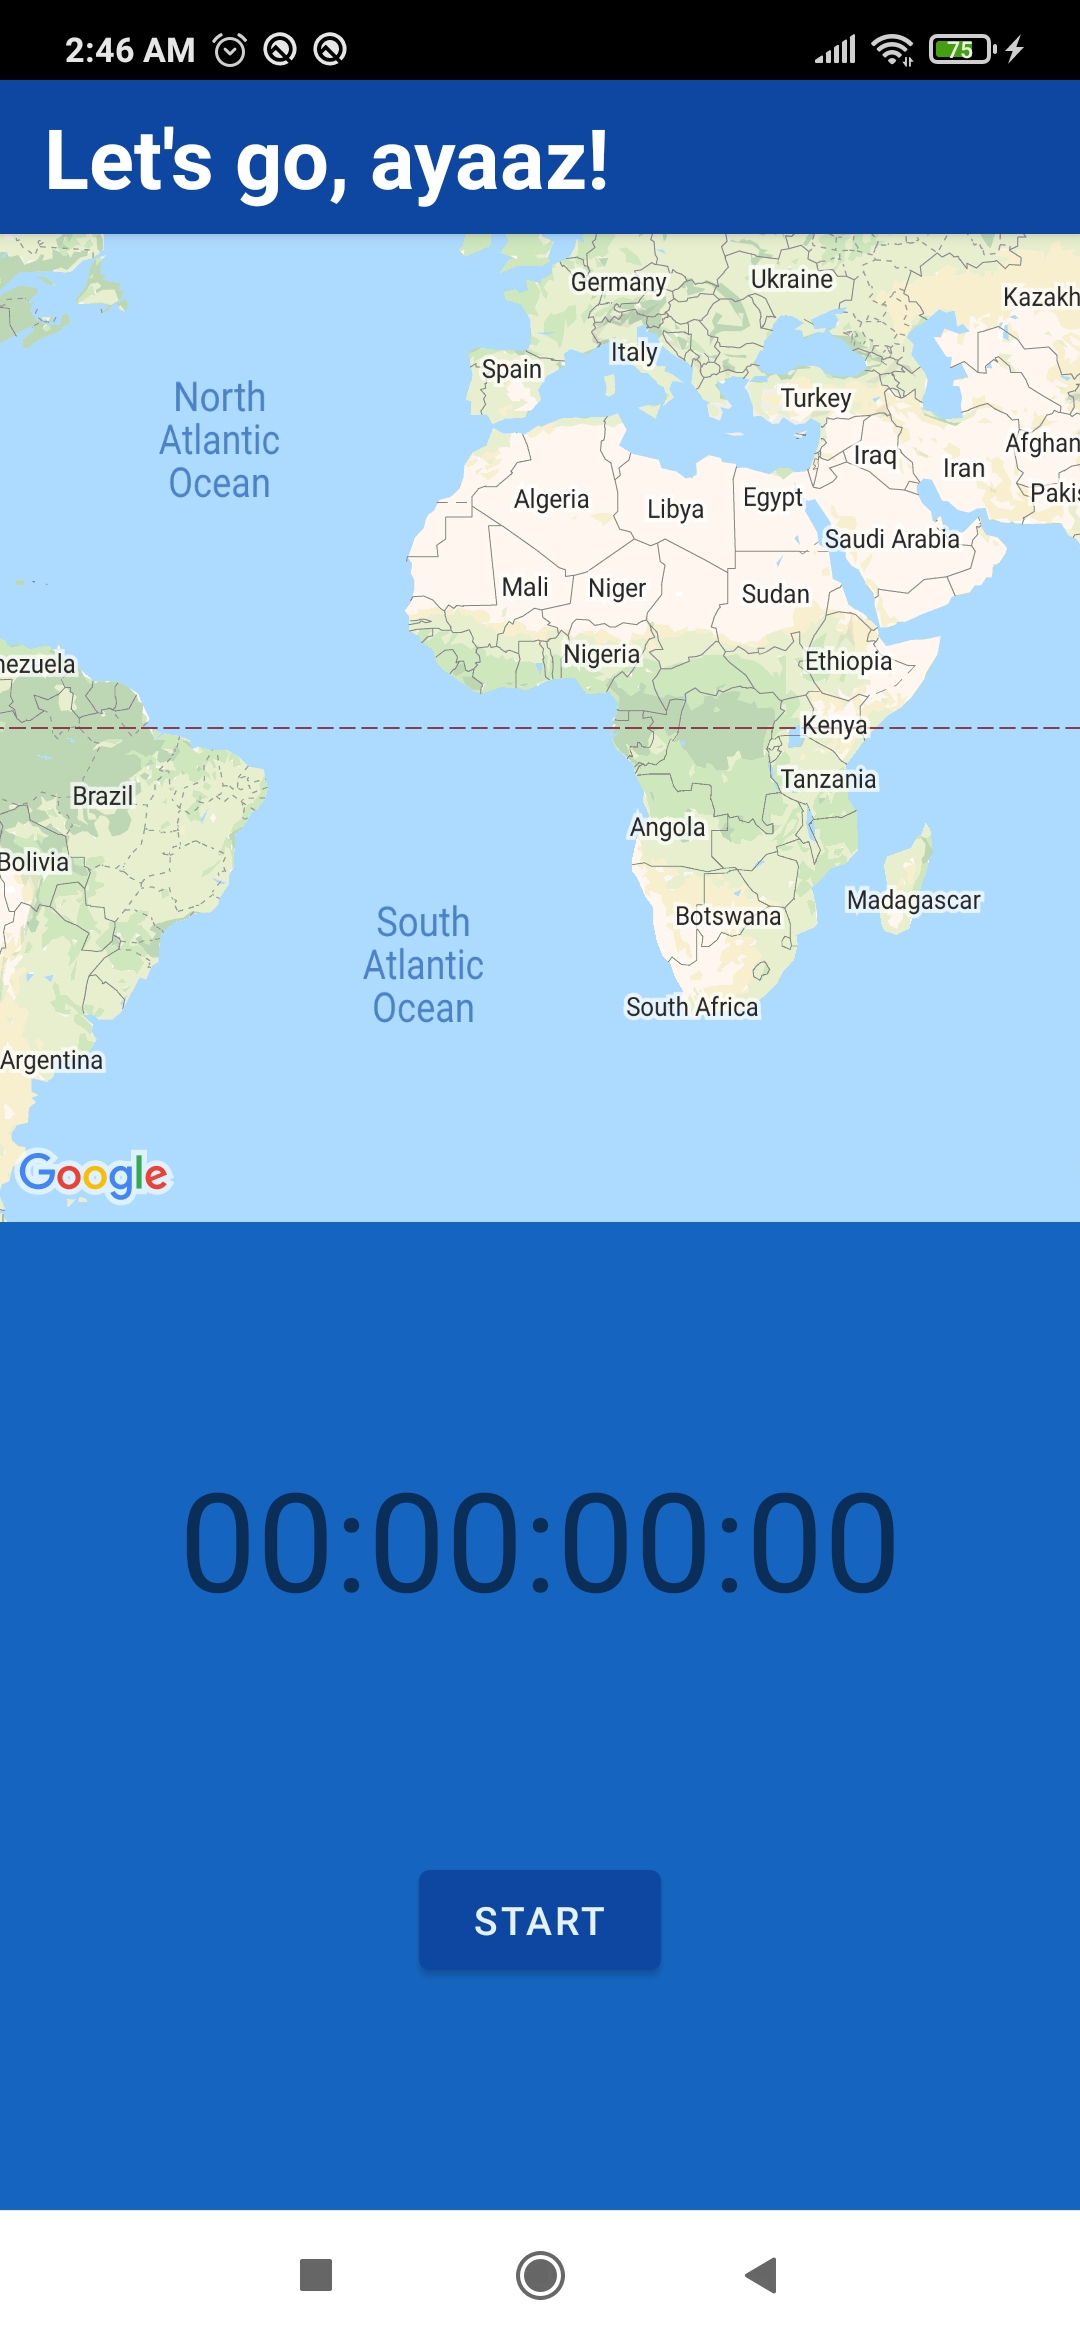 2:46 AM
75
Let's go, ayaaz!
Germany
Ukraine
Kazakh
Italy
Spain
Turkey
North
Atlantic
Ocean
Afghan
Iraq
Iran
Pakis
Algeria
Libya
Egypt
Saudi Arabia
Mali
Niger
Sudan
Nigeria
Ethiopia
nezuela
Kenya
Tanzania
Brazil
Angola
Bolivia
Madagascar
Botswana
South
Atlantic
Ocean
South Africa
Argentina
Google
00:00:00:00
START